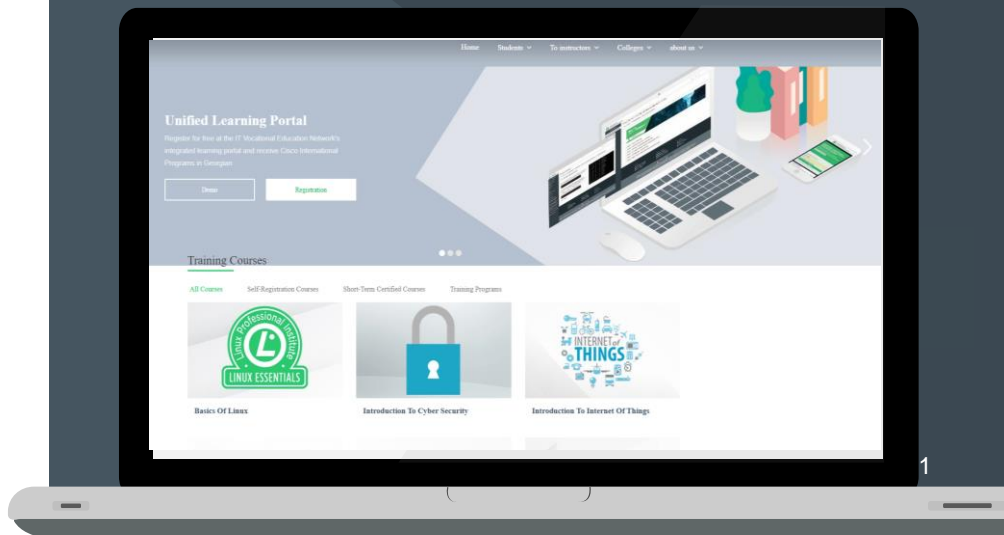 Home Students To instructors Colleges about us
Unified Learning Portal
Register for free at the IT Vocational Education Network's
integrated learning portal and receive Cisco International
Programs in Georgian
Demo Registration
Training Courses
All Courses Self-Registration Courses Short-Term Certified Courses Training Programs
Linux Professional Institute
L
LINUX ESSENTIALS
INTERNET of
THINGS
Basics Of Linux Introduction To Cyber Security Introduction To Internet Of Things
1